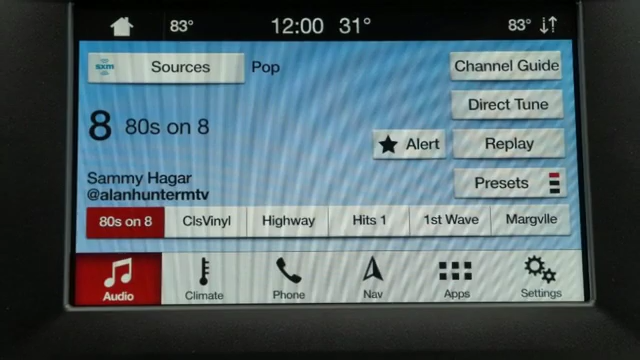 83° 12:00 31° 83°
sxm Sources Pop Channel Guide
Direct Tune
8 80s on 8
Alert Replay
Presets
Sammy Hagar
@alanhuntermtv
80s on 8 ClsVinyl Highway Hits 1 1st Wave Margvlle
Audio Climate Phone Nav Apps Settings